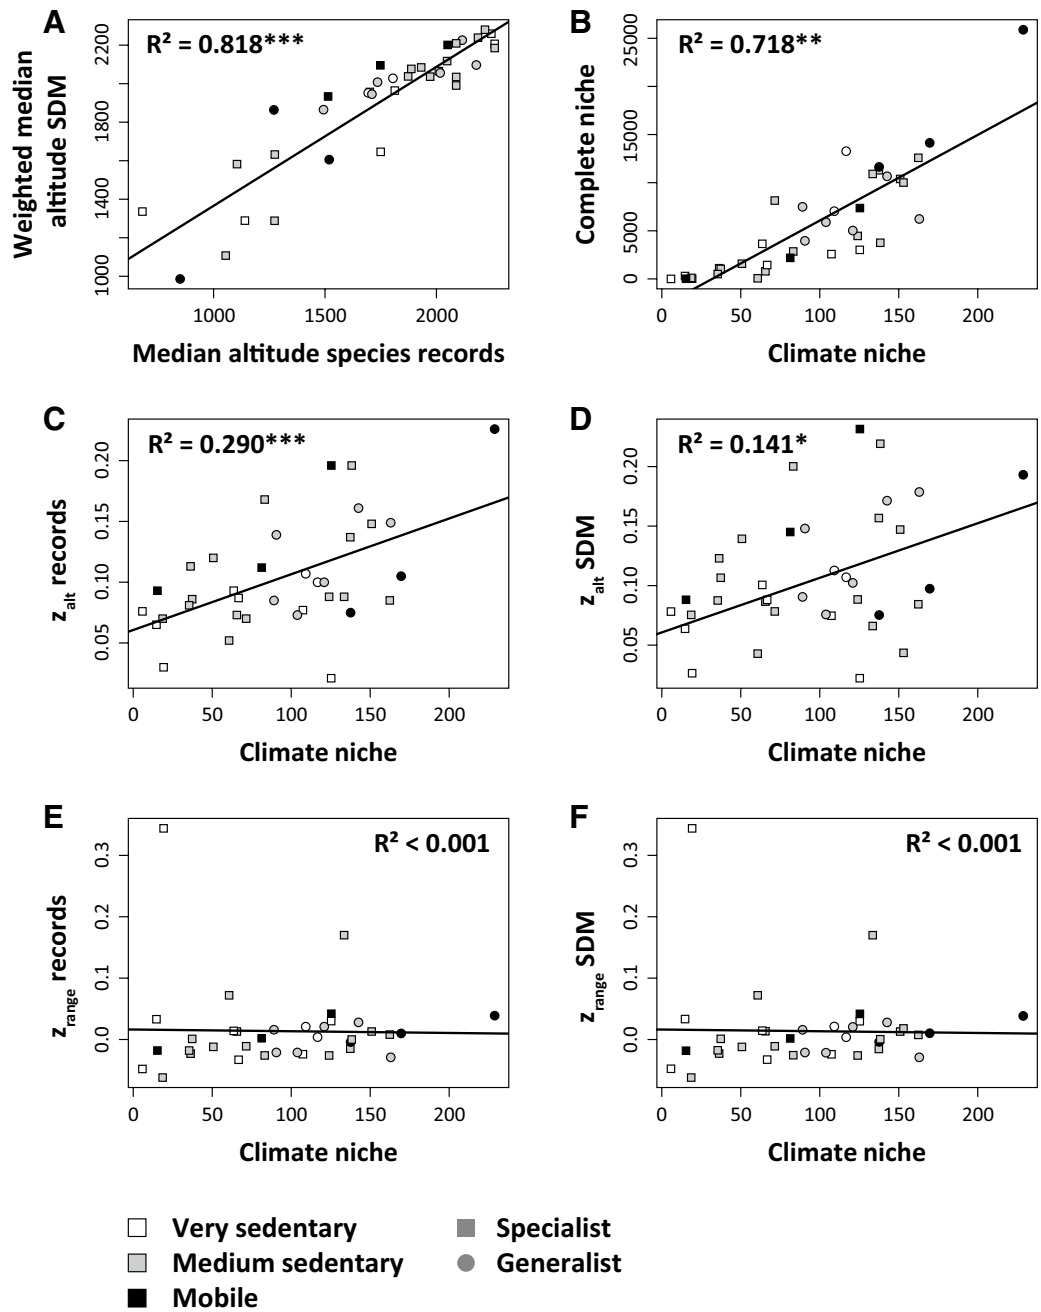 A
R² = 0.818***
Weighted median
altitude SDM
1000 1400 1800 2200
1000 1500 2000
Median altitude species records
B
R² = 0.718**
Complete niche
0 5000 15000 25000
0 50 100 150 200
Climate niche
C
R² = 0.290***
zalt records
0.05 0.10 0.15 0.20
0 50 100 150 200
Climate niche
D
R² = 0.141*
zalt SDM
0.05 0.10 0.15 0.20
0 50 100 150 200
Climate niche
E
R² < 0.001
zrange records
0.0 0.1 0.2 0.3
0 50 100 150 200
Climate niche
F
R² < 0.001
zrange SDM
0.0 0.1 0.2 0.3
0 50 100 150 200
Climate niche
Very sedentary
Medium sedentary
Mobile
Specialist
Generalist